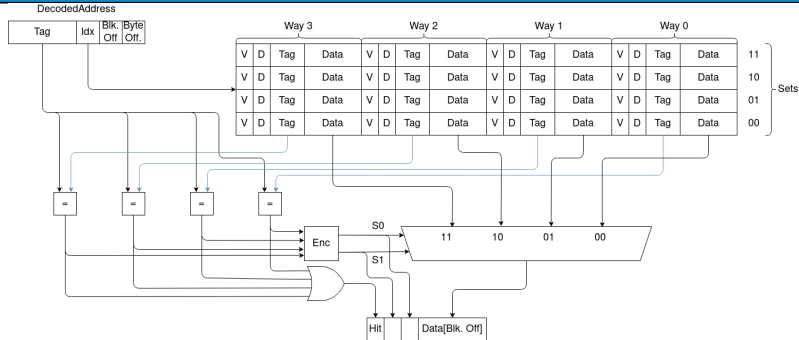 DecodedAddress
Tag Idx Blk. Off Byte Off.
Way 3 Way 2 Way 1 Way 0
V D Tag Data V D Tag Data V D Tag Data V D Tag Data 11
V D Tag Data V D Tag Data V D Tag Data V D Tag Data 10
V D Tag Data V D Tag Data V D Tag Data V D Tag Data 01
V D Tag Data V D Tag Data V D Tag Data V D Tag Data 00
Sets
= = = =
Enc
S0
S1
11 10 01 00
Hit Data[Blk. Off]